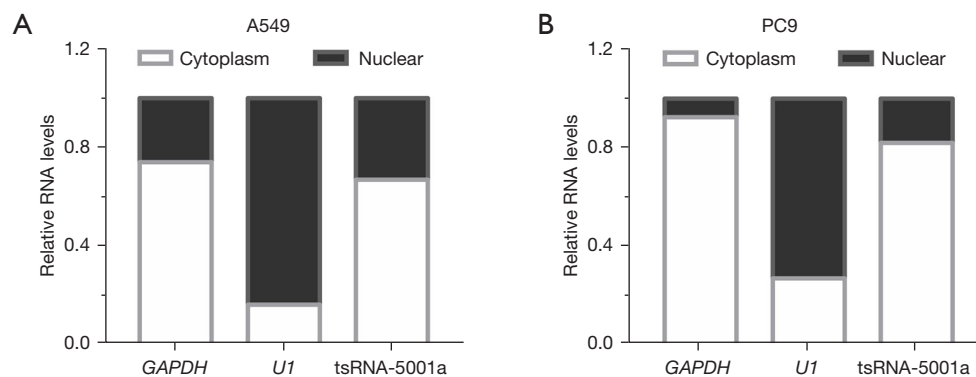 A
A549
Relative RNA levels
1.2
0.8
0.4
0.0
Cytoplasm
Nuclear
GAPDH
U1
tsRNA-5001a
B
PC9
Relative RNA levels
1.2
0.8
0.4
0.0
Cytoplasm
Nuclear
GAPDH
U1
tsRNA-5001a